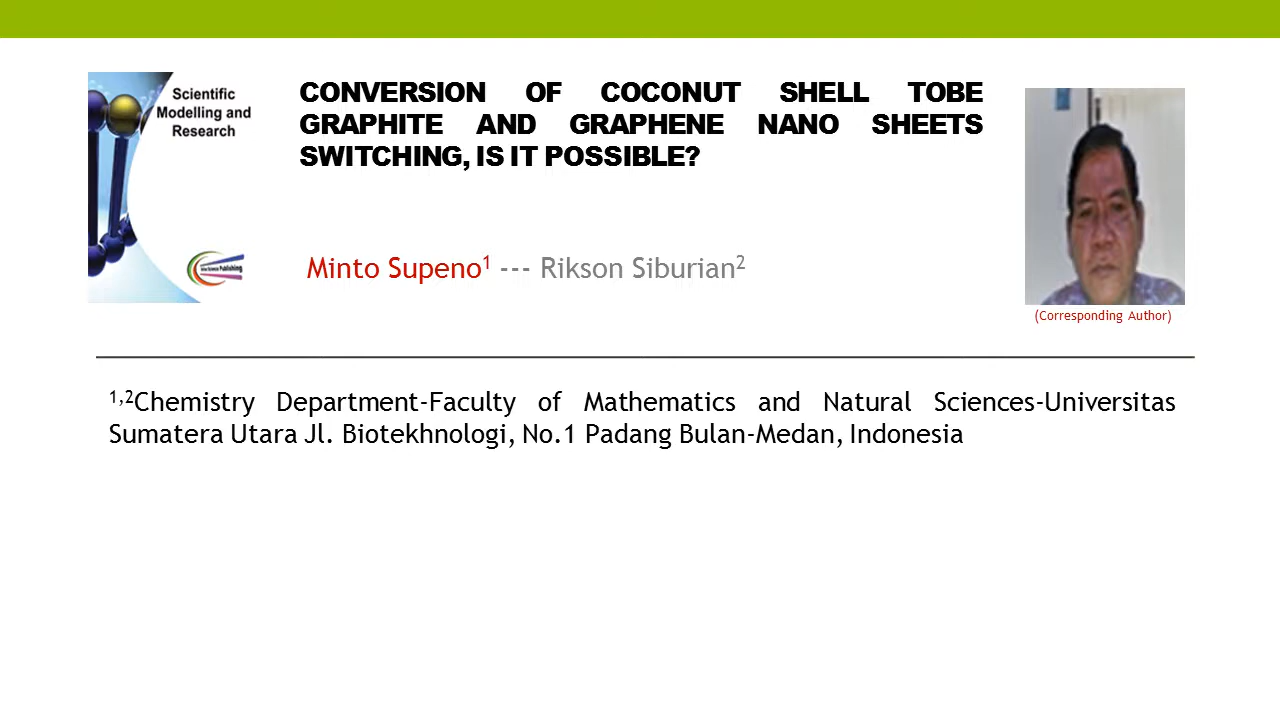 Scientific
Modelling and
Research
CONVERSION OF COCONUT SHELL TOBE
GRAPHITE AND GRAPHENE NANO SHEETS
SWITCHING, IS IT POSSIBLE?
Minto Supeno1 --- Rikson Siburian2
(Corresponding Author)
1,2Chemistry Department-Faculty of Mathematics and Natural Sciences-Universitas
Sumatera Utara Jl. Biotekhnologi, No.1 Padang Bulan-Medan, Indonesia